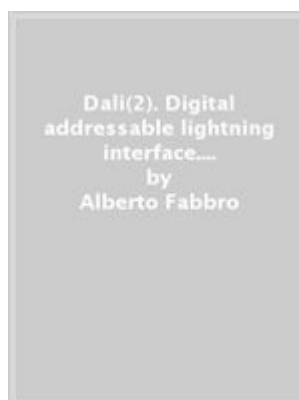 Dali(2). Digital
addressable lightning
interface....
by
Alberto Fabbro